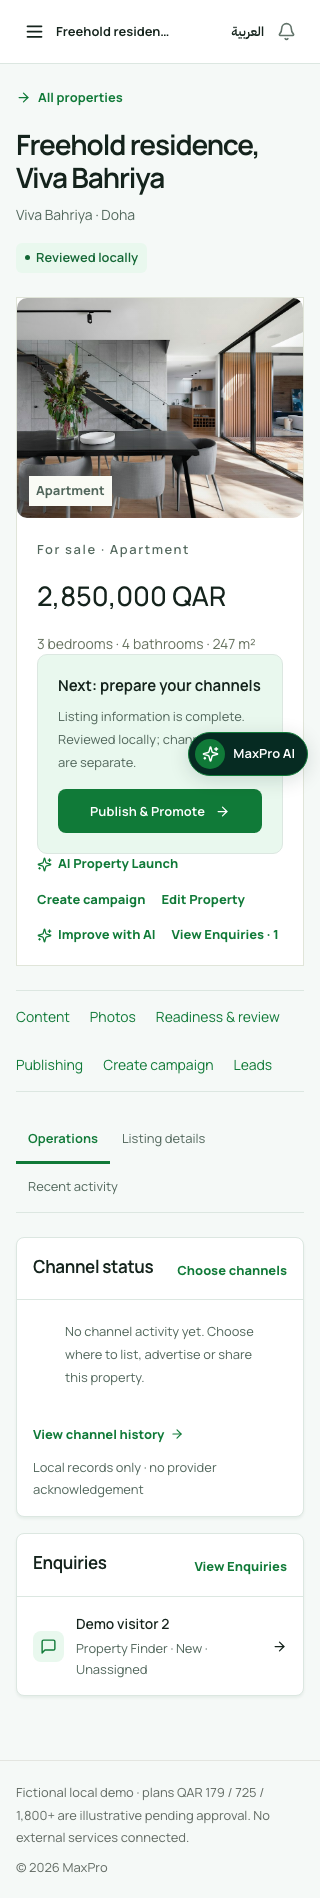 Freehold residen...
العربية
All properties
Freehold residence,
Viva Bahriya
Viva Bahriya · Doha
Reviewed locally
Apartment
For sale · Apartment
2,850,000 QAR
3 bedrooms · 4 bathrooms · 247 m²
Next: prepare your channels
Listing information is complete.
Reviewed locally;
are separate.
MaxPro AI
Publish & Promote
AI Property Launch
Create campaign Edit Property
Improve with AI View Enquiries · 1
Content Photos Readiness & review
Publishing Create campaign Leads
Operations Listing details
Recent activity
Channel status Choose channels
No channel activity yet. Choose
where to list, advertise or share
this property.
View channel history
Local records only · no provider
acknowledgement
Enquiries View Enquiries
Demo visitor 2
Property Finder · New ·
Unassigned
Fictional local demo · plans QAR 179 / 725 /
1,800+ are illustrative pending approval. No
external services connected.
© 2026 MaxPro